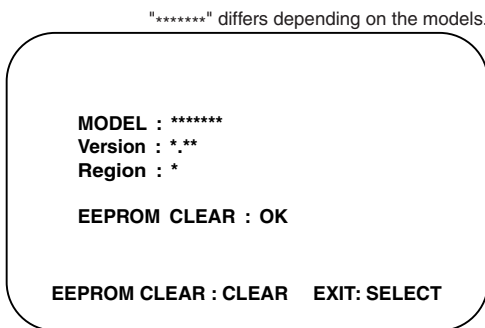 "*******" differs depending on the models.
MODEL : *******
Version : *.**
Region : *
EEPROM CLEAR : OK
EEPROM CLEAR : CLEAR EXIT: SELECT